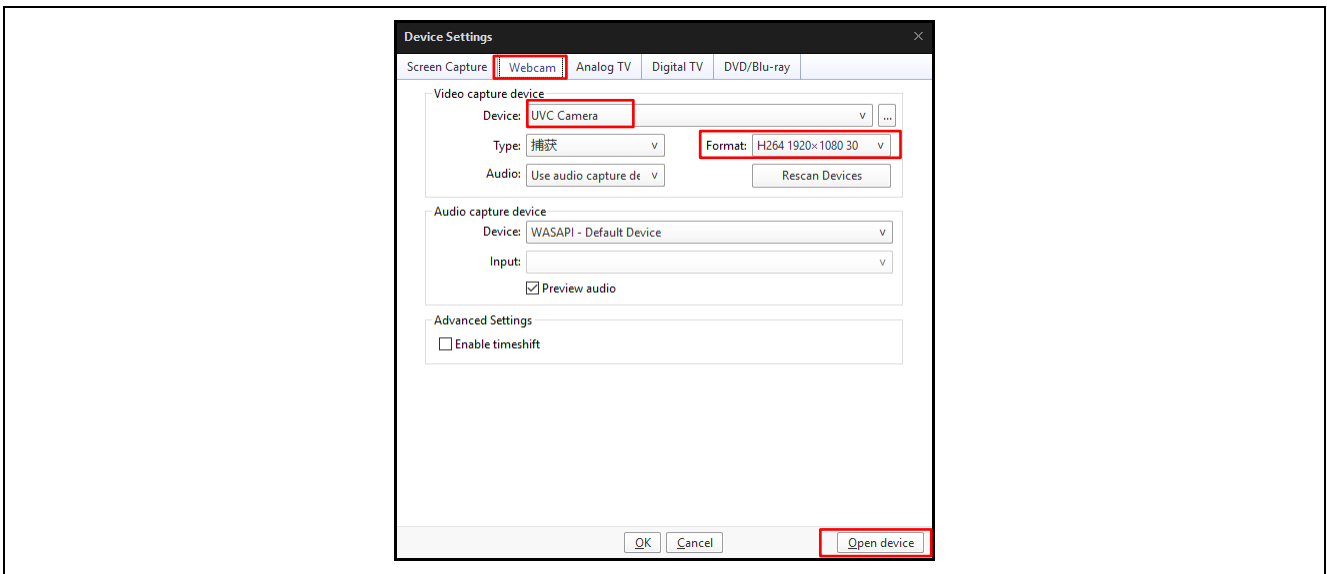 Device Settings
Screen Capture Webcam Analog TV Digital TV DVD/Blu-ray
Video capture device
Device: UVC Camera ...
Type: 捕获 Format: H264 1920×1080 30
Audio: Use audio capture de Rescan Devices
Audio capture device
Device: WASAPI - Default Device
Input:
Preview audio
Advanced Settings
Enable timeshift
OK Cancel Open device